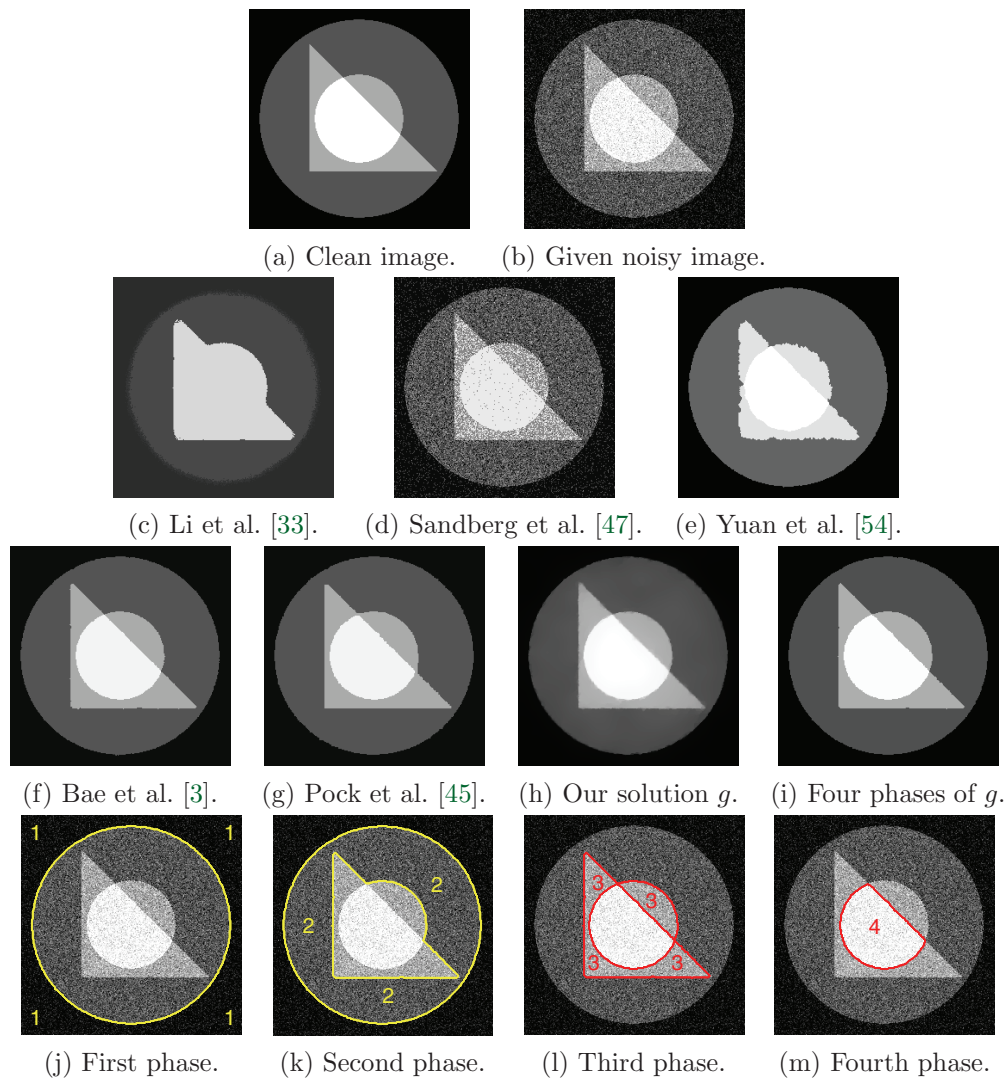 (a) Clean image. (b) Given noisy image.
(c) Li et al. [33]. (d) Sandberg et al. [47]. (e) Yuan et al. [54].
(f) Bae et al. [3]. (g) Pock et al. [45]. (h) Our solution g. (i) Four phases of g.
1 1
2
2
2
1 1
3
3
3 3
4
(j) First phase. (k) Second phase. (l) Third phase. (m) Fourth phase.